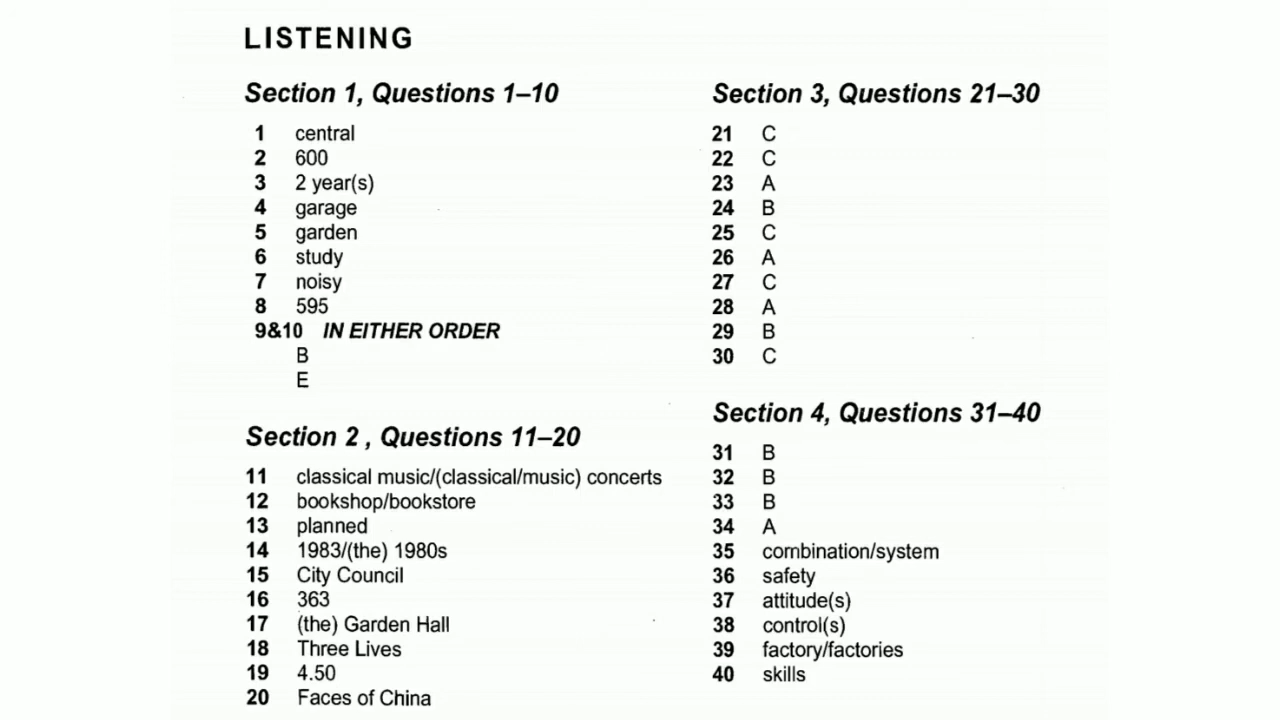 LISTENING
Section 1, Questions 1–10
1 central
2 600
3 2 year(s)
4 garage
5 garden
6 study
7 noisy
8 595
9&10 IN EITHER ORDER
B
E
Section 2 , Questions 11–20
11 classical music/(classical/music) concerts
12 bookshop/bookstore
13 planned
14 1983/(the) 1980s
15 City Council
16 363
17 (the) Garden Hall
18 Three Lives
19 4.50
20 Faces of China
Section 3, Questions 21–30
21 C
22 C
23 A
24 B
25 C
26 A
27 C
28 A
29 B
30 C
Section 4, Questions 31–40
31 B
32 B
33 B
34 A
35 combination/system
36 safety
37 attitude(s)
38 control(s)
39 factory/factories
40 skills